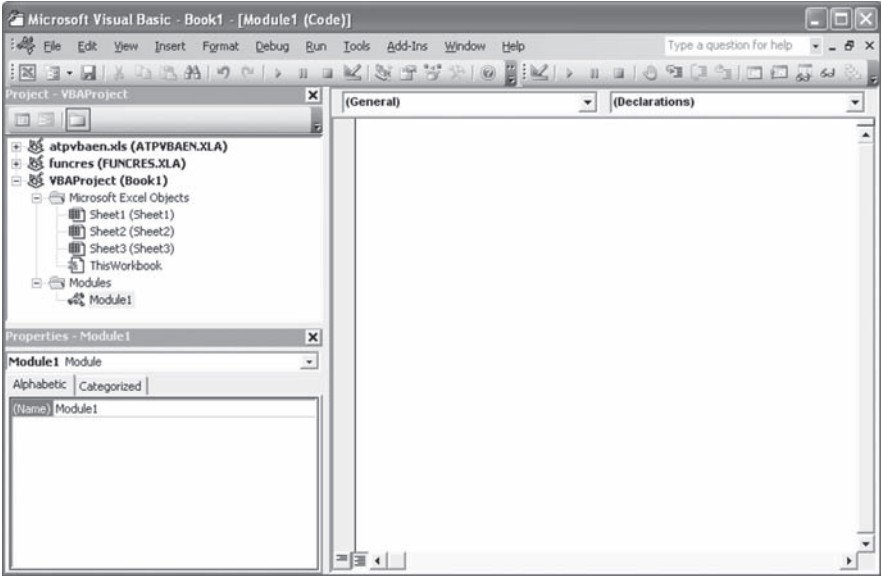 Microsoft Visual Basic - Book1 - [Module1 (Code)]
File Edit View Insert Format Debug Run Tools Add-Ins Window Help Type a question for help
Project - VBAProject
(General) (Declarations)
atpvbaen.xls (ATPVBAEN.XLA)
funcres (FUNCRES.XLA)
VBAProject (Book1)
Microsoft Excel Objects
Sheet1 (Sheet1)
Sheet2 (Sheet2)
Sheet3 (Sheet3)
ThisWorkbook
Modules
Module1
Properties - Module1
Module1 Module
Alphabetic Categorized
(Name) Module1